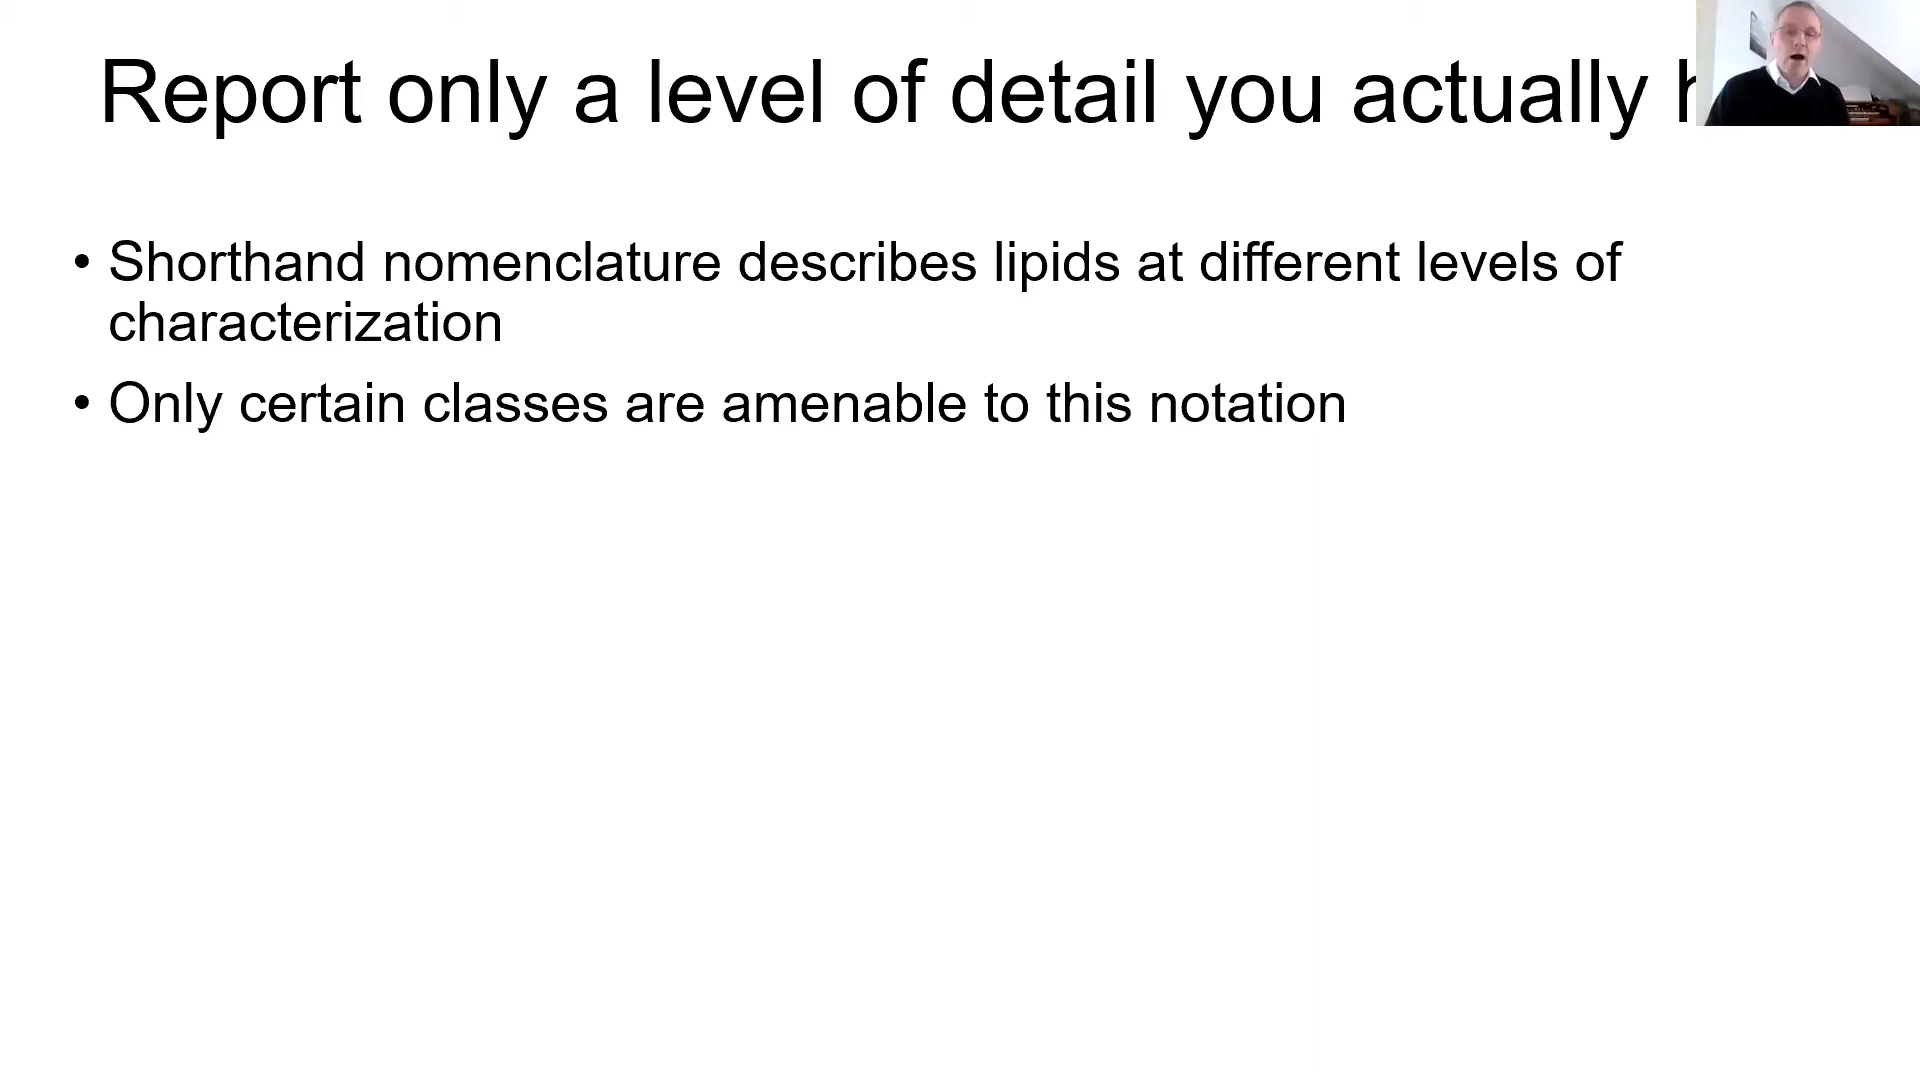 Report only a level of detail you actually
• Shorthand nomenclature describes lipids at different levels of
characterization
• Only certain classes are amenable to this notation